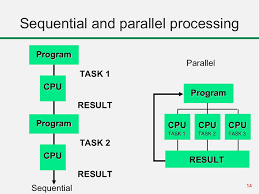 Sequential and parallel processing
Program
TASK 1
CPU
RESULT
Program
TASK 2
CPU
RESULT
Sequential
Parallel
Program
CPU CPU CPU
TASK 1 TASK 2 TASK 3
RESULT
14